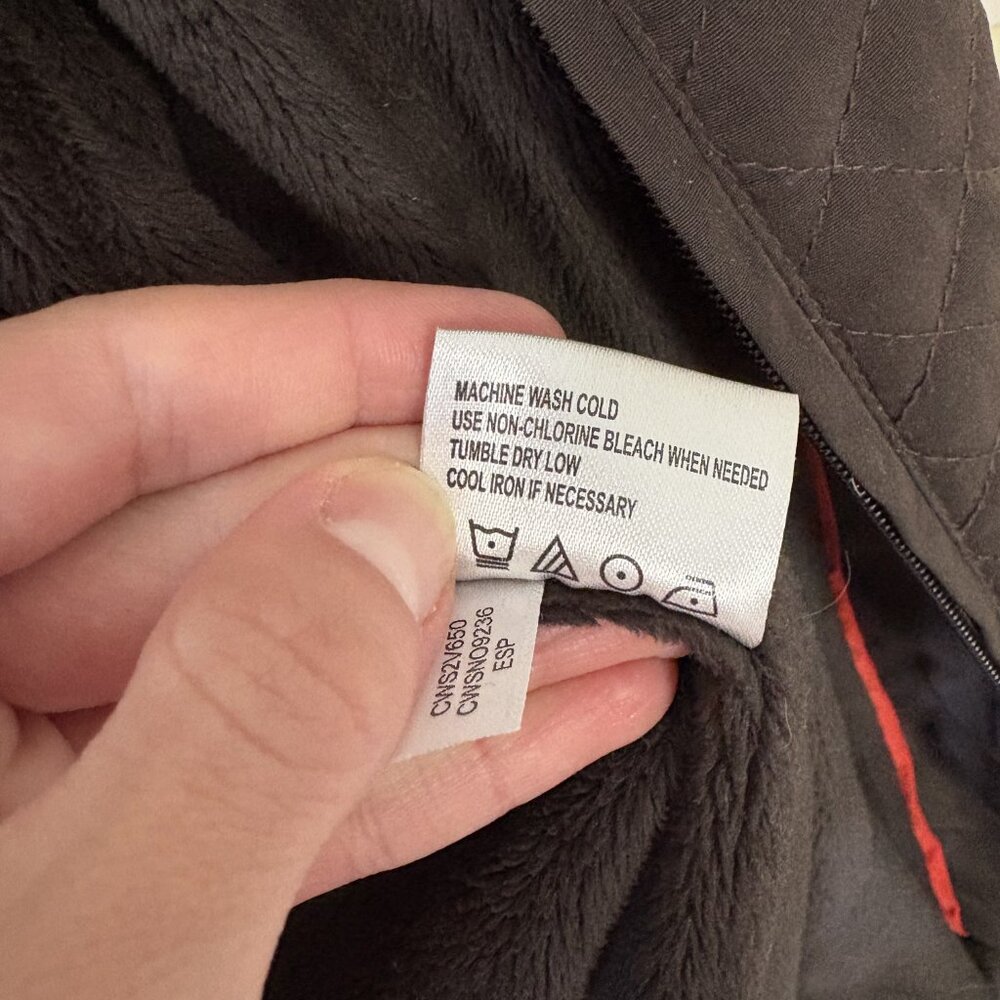 MACHINE WASH COLD
USE NON-CHLORINE BLEACH WHEN NEEDED
TUMBLE DRY LOW
COOL IRON IF NECESSARY
CWS2V650
CWSNO9236
ESP